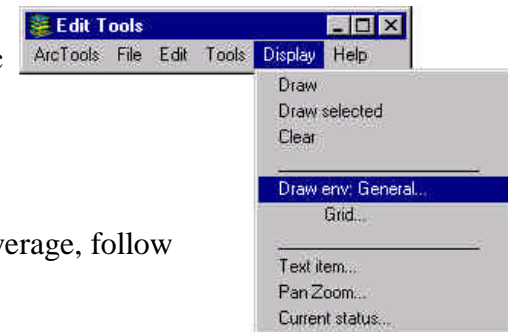 Edit Tools
ArcTools File Edit Tools Display Help
Draw
Draw selected
Clear
Draw env: General...
Grid...
follow
Text item...
Pan Zoom...
Current status...